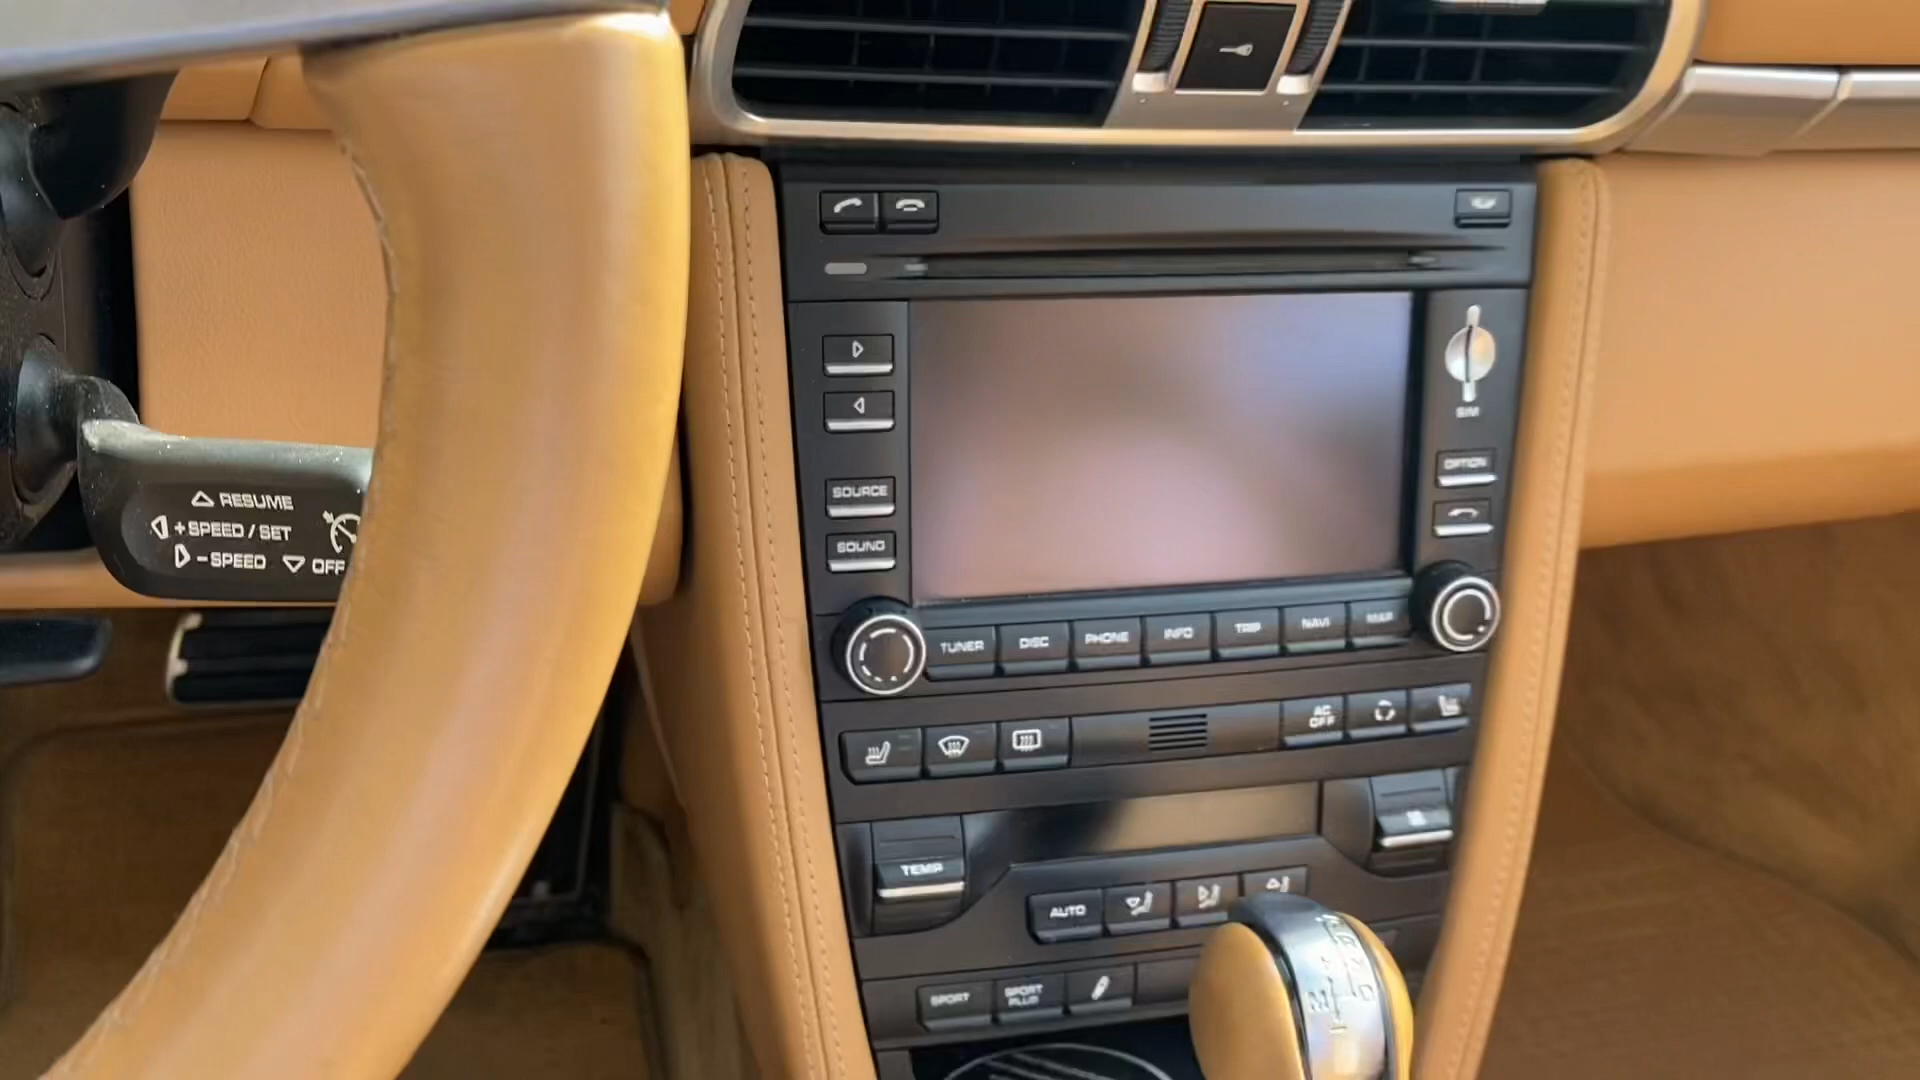 RESUME
+ SPEED / SET
- SPEED OFF
SIM
OPTION
SOURCE
SOUND
TUNER DISC PHONE INFO TRIP NAVI MAP
AC
OFF
TEMP
AUTO
SPORT
SPORT
PLUS
M
R
N
D